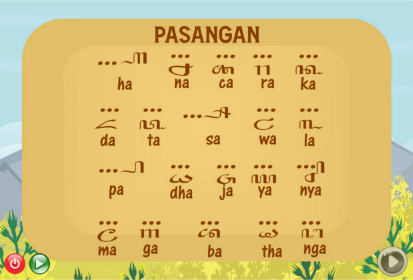 PASANGAN
...꧀ꦲ ...꧀ꦤ ...꧀ꦕ ...꧀ꦫ ...꧀ꦏ
ha na ca ra ka
...꧀ꦢ ...꧀ꦠ ...꧀ꦱ ...꧀ꦮ ...꧀ꦭ
da ta sa wa la
...꧀ꦥ ...꧀ꦝ ...꧀ꦗ ...꧀ꦪ ...꧀ꦚ
pa dha ja ya nya
...꧀ꦩ ...꧀ꦒ ...꧀ꦧ ...꧀ꦛ ...꧀ꦔ
ma ga ba tha nga